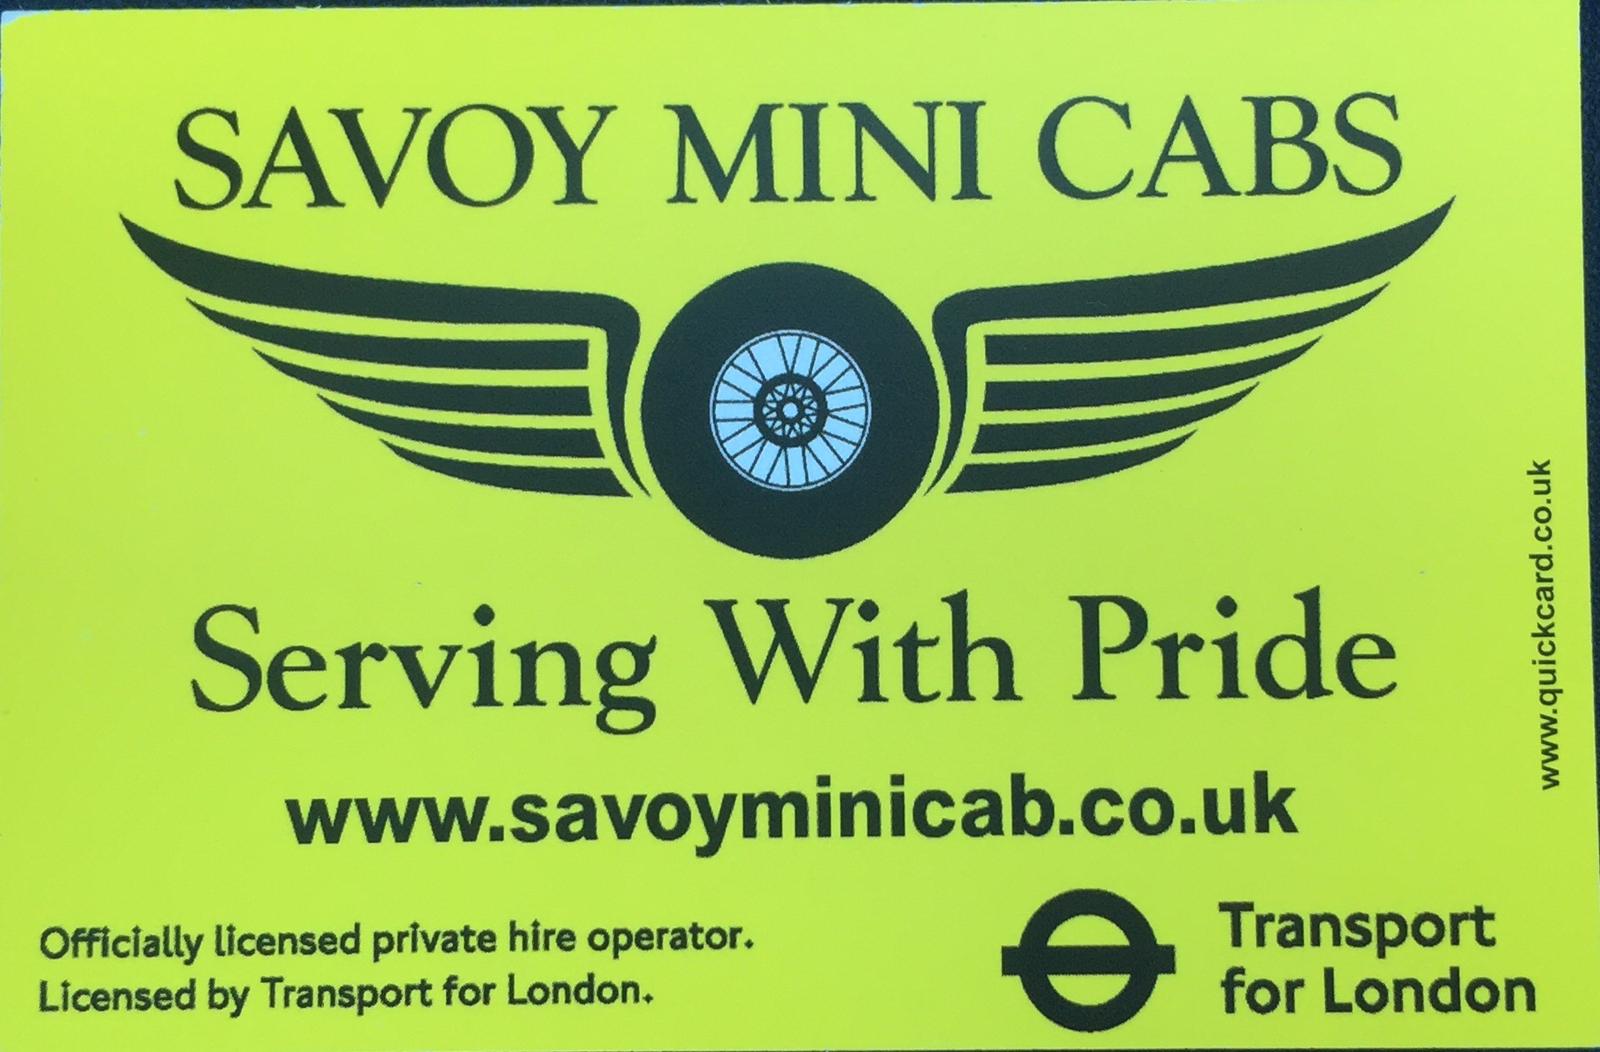 SAVOY MINI CABS
Serving With Pride
www.savoyminicab.co.uk
Officially licensed private hire operator.
Licensed by Transport for London.
Transport
for London
www.quickcard.co.uk